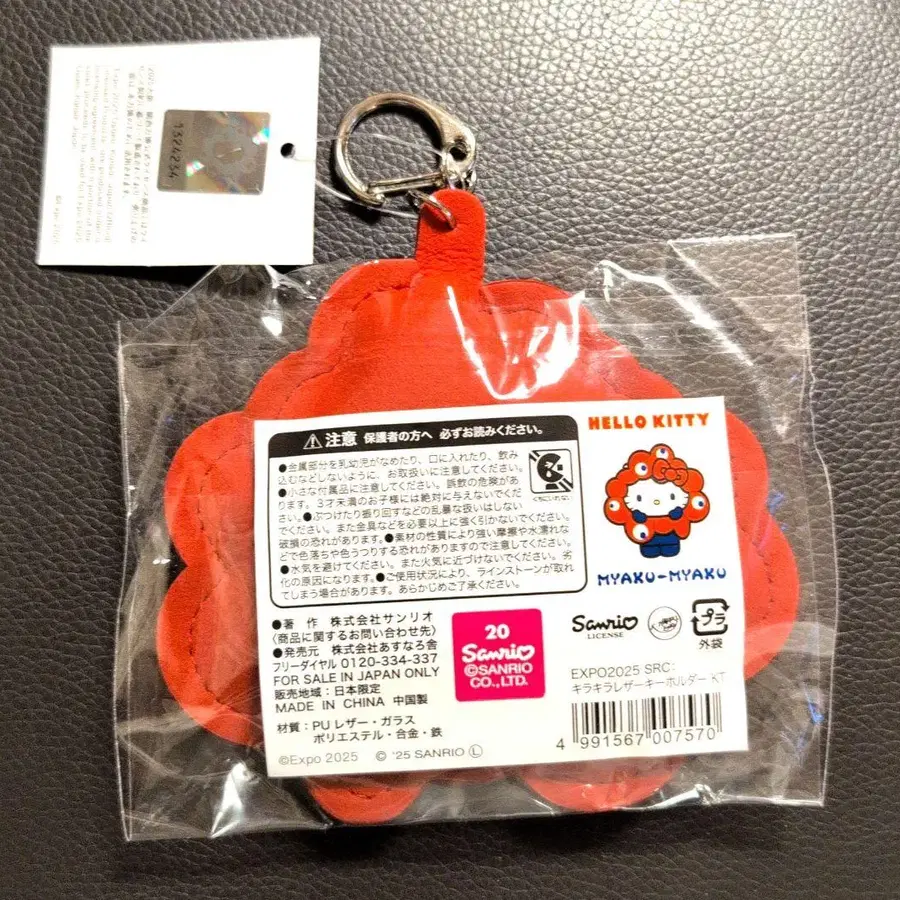 1324234
⚠注意 保護者の方へ 必ずお読みください。
●金属部分を乳幼児がなめたり、口に入れたり、飲み
込むなどしないように、お取扱いに注意してください。
●小さな付属品に注意してください。誤飲の危険があり
ます。3才未満のお子様には絶対に与えないでくだ
さい。●ぶつけたり振り回すなどの乱暴な扱いはしない
でください。また金具などを必要以上に強く引かないでください。
破損の恐れがあります。●素材の性質により強い摩擦や水濡れな
どで色落ちや色うつりする恐れがありますので注意してください。
●水気を避けてください。また火気に近づけないでください。劣
化の原因になります。●ご使用状況により、ラインストーンが取れ
てしまう場合があります。あらかじめご了承ください。
HELLO KITTY
MYAKU-MYAKU
●著 作 株式会社サンリオ
〈商品に関するお問い合わせ先〉
●発売元 株式会社あすなろ舎
フリーダイヤル 0120-334-337
FOR SALE IN JAPAN ONLY
販売地域:日本限定
MADE IN CHINA 中国製
材質:PU レザー・ガラス
ポリエステル・合金・鉄
©Expo 2025 © '25 SANRIO Ⓛ
20
Sanrio
©SANRIO
CO., LTD.
Sanrio
LICENSE
プラ
外袋
EXPO2025 SRC:
キラキラレザーキーホルダー KT
4 991567 007570